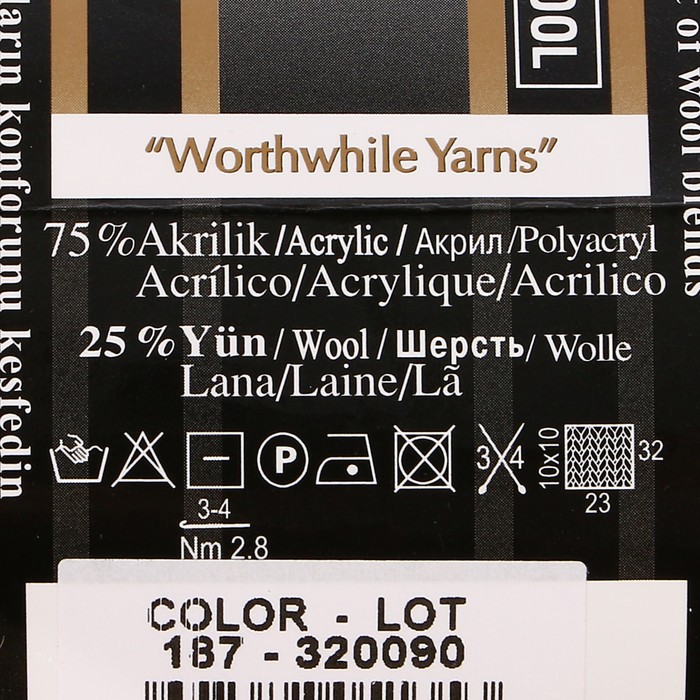 OOL
"Worthwhile Yarns"
75%Akrilik/Acrylic/Акрил/Polyacryl
Acrílico/Acrylique/Acrilico
25%Yün/Wool/Шерсть/Wolle
Lana/Laine/Lã
P
3 4
10x10
32
23
3-4
Nm 2.8
COLOR - LOT
187 - 320090
konforunu keşfedin
of Wool blends